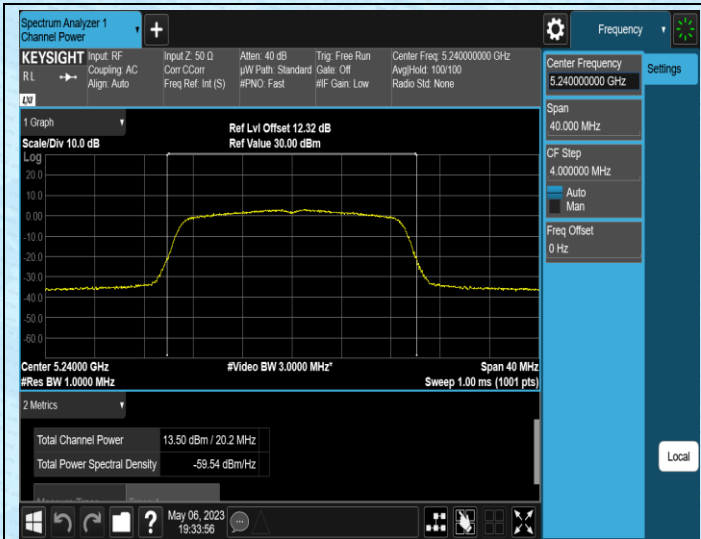 Spectrum Analyzer 1
Channel Power
Frequency
KEYSIGHT
R L
LXI
Input: RF
Coupling: AC
Align: Auto
Input Z: 50 Ω
Corr CCorr
Freq Ref: Int (S)
Atten: 40 dB
µW Path: Standard
#PNO: Fast
Trig: Free Run
Gate: Off
#IF Gain: Low
Center Freq: 5.240000000 GHz
Avg|Hold: 100/100
Radio Std: None
Center Frequency
5.240000000 GHz
Settings
Span
40.000 MHz
CF Step
4.000000 MHz
Auto
Man
Freq Offset
0 Hz
1 Graph
Scale/Div 10.0 dB
Ref Lvl Offset 12.32 dB
Ref Value 30.00 dBm
Log
20.0
10.0
0.00
-10.0
-20.0
-30.0
-40.0
-50.0
-60.0
Center 5.24000 GHz
#Video BW 3.0000 MHz*
Span 40 MHz
#Res BW 1.0000 MHz
Sweep 1.00 ms (1001 pts)
2 Metrics
Total Channel Power 13.50 dBm / 20.2 MHz
Total Power Spectral Density -59.54 dBm/Hz
Local
?
May 06, 2023
19:33:56